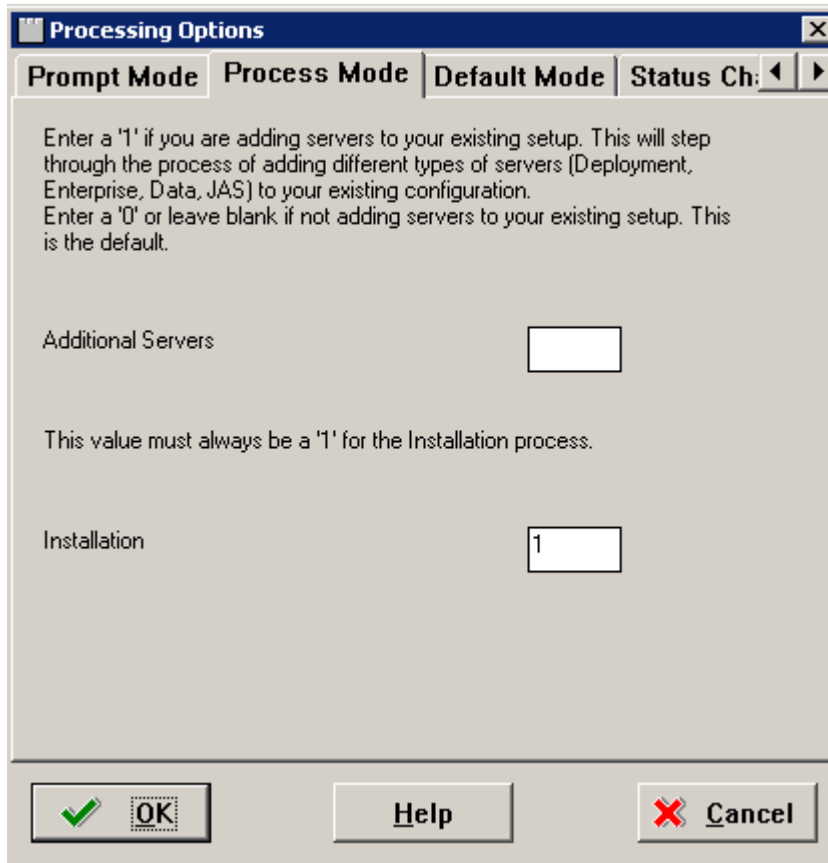 Processing Options
Prompt Mode Process Mode Default Mode Status Ch
Enter a '1' if you are adding servers to your existing setup. This will step
through the process of adding different types of servers (Deployment,
Enterprise, Data, JAS) to your existing configuration.
Enter a '0' or leave blank if not adding servers to your existing setup. This
is the default.
Additional Servers
This value must always be a '1' for the Installation process.
Installation 1
OK Help Cancel